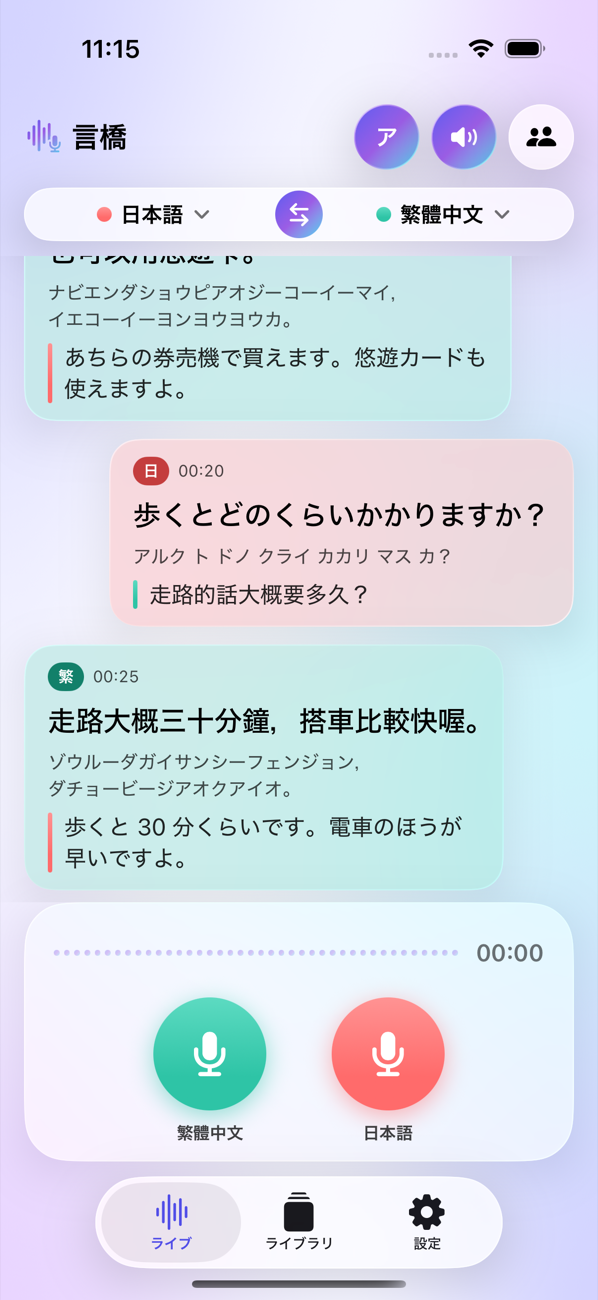 11:15
言橋
ア
日本語
繁體中文
ナビエンダショウピアオジーコーイーマイ,
イエコーイーヨンヨウヨウカ。
あちらの券売機で買えます。悠遊カードも
使えますよ。
日 00:20
歩くとどのくらいかかりますか？
アルク ト ドノ クライ カカリ マス カ？
走路的話大概要多久？
繁 00:25
走路大概三十分鐘，搭車比較快喔。
ゾウルーダガイサンシーフェンジョン,
ダチョービージアオクアイオ。
歩くと 30 分くらいです。電車のほうが
早いですよ。
00:00
繁體中文
日本語
ライブ
ライブラリ
設定